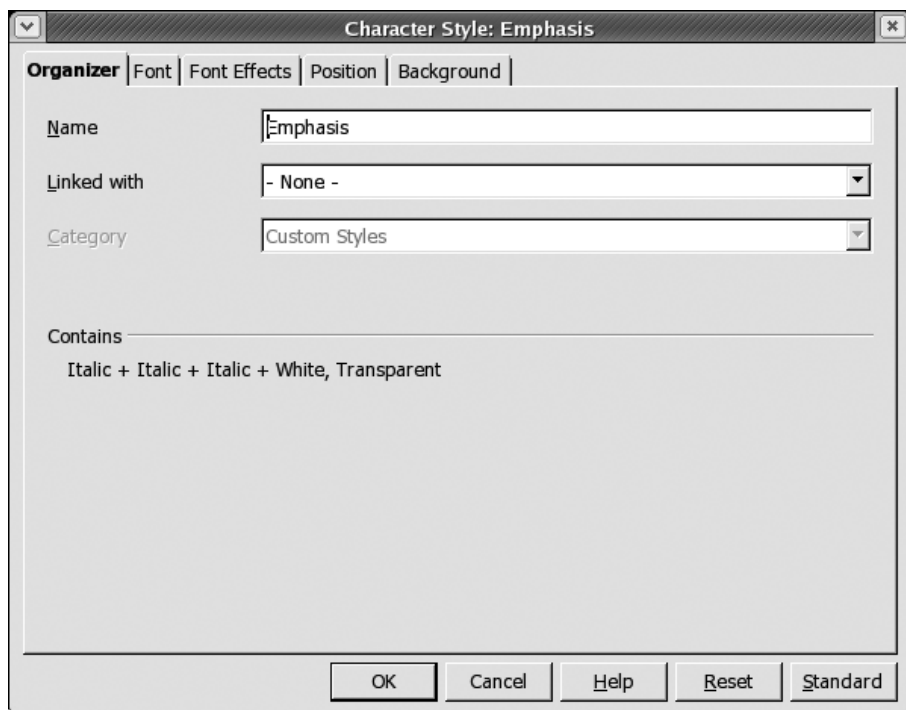 Character Style: Emphasis
Organizer Font Font Effects Position Background
Name Emphasis
Linked with - None -
Category Custom Styles
Contains
Italic + Italic + Italic + White, Transparent
OK Cancel Help Reset Standard